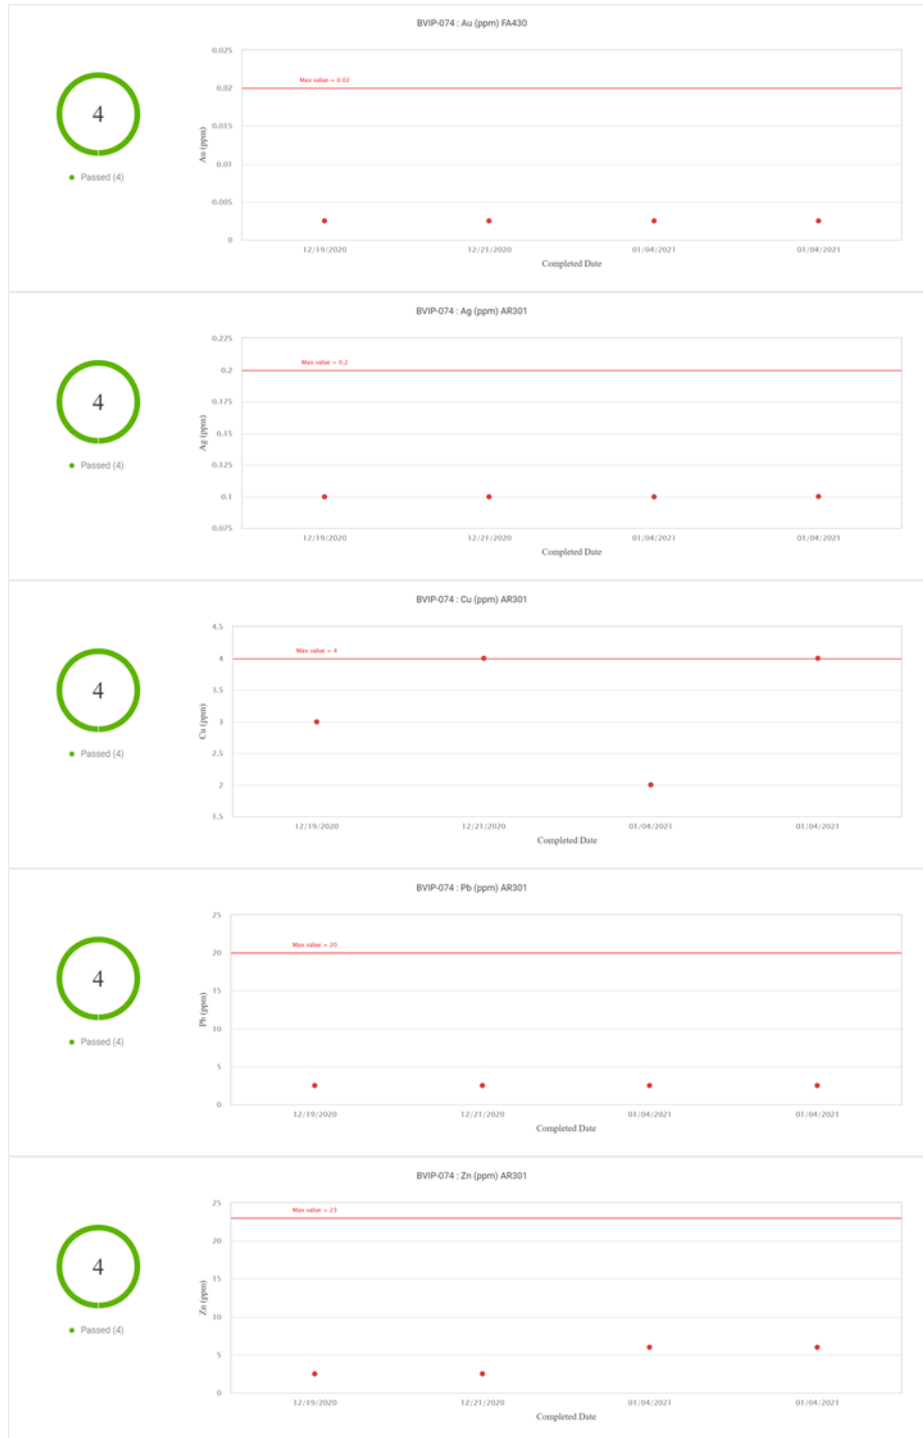 BVIP-074 : Au (ppm) FA430
4
Passed (4)
Au (ppm)
0.025
0.02
0.015
0.01
0.005
0
Max value = 0.02
12/19/2020 12/21/2020 01/04/2021 01/04/2021
Completed Date
BVIP-074 : Ag (ppm) AR301
4
Passed (4)
Ag (ppm)
0.225
0.2
0.175
0.15
0.125
0.1
0.075
Max value = 0.2
12/19/2020 12/21/2020 01/04/2021 01/04/2021
Completed Date
BVIP-074 : Cu (ppm) AR301
4
Passed (4)
Cu (ppm)
4.5
4
3.5
3
2.5
2
1.5
Max value = 4
12/19/2020 12/21/2020 01/04/2021 01/04/2021
Completed Date
BVIP-074 : Pb (ppm) AR301
4
Passed (4)
Pb (ppm)
25
20
15
10
5
0
Max value = 20
12/19/2020 12/21/2020 01/04/2021 01/04/2021
Completed Date
BVIP-074 : Zn (ppm) AR301
4
Passed (4)
Zn (ppm)
25
20
15
10
5
0
Max value = 23
12/19/2020 12/21/2020 01/04/2021 01/04/2021
Completed Date